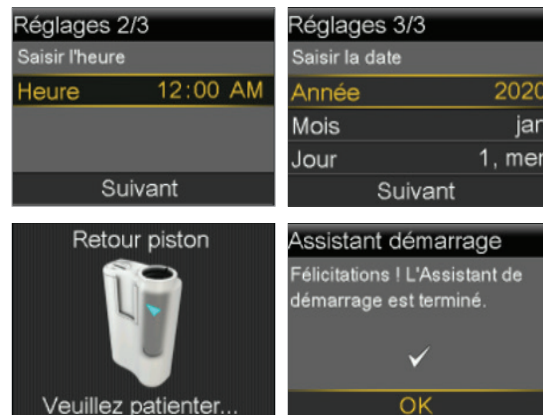 Réglages 2/3
Saisir l'heure
Heure 12:00 AM
Suivant
Réglages 3/3
Saisir la date
Année 2020
Mois jan
Jour 1, mer
Suivant
Retour piston
Veuillez patienter...
Assistant démarrage
Félicitations ! L'Assistant de
démarrage est terminé.
OK